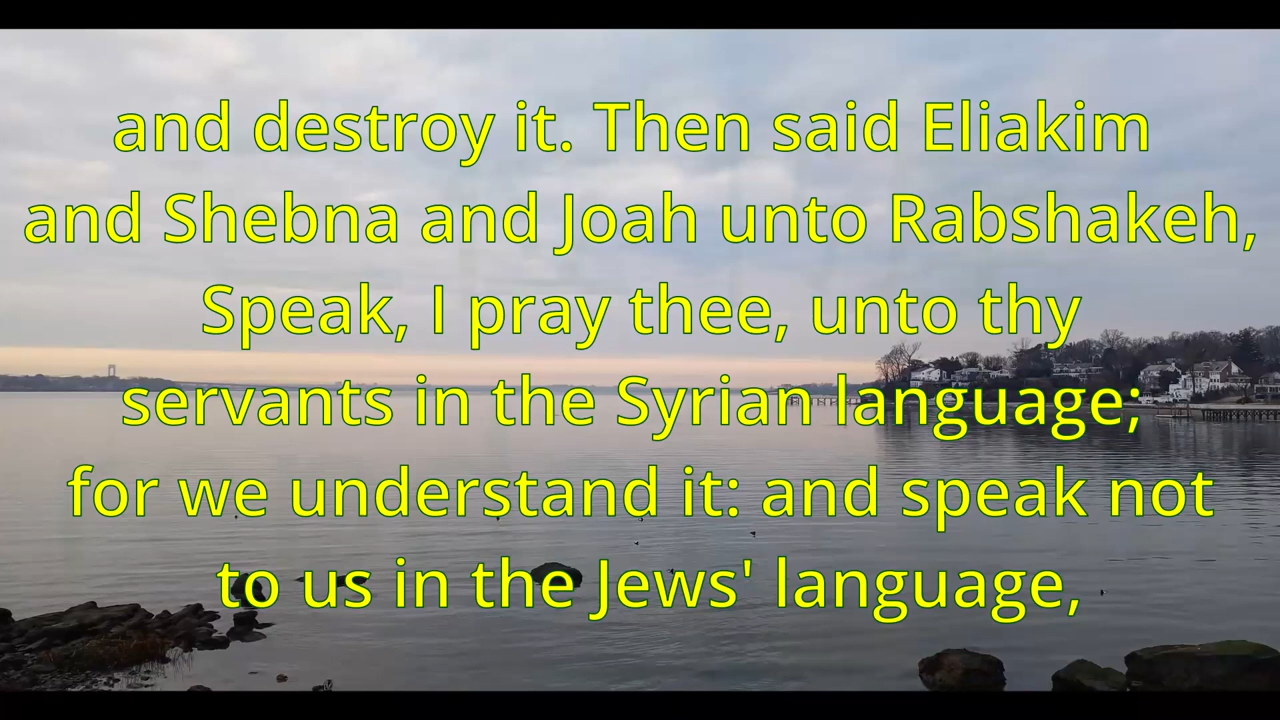 and destroy it. Then said Eliakim
and Shebna and Joah unto Rabshakeh,
Speak, I pray thee, unto thy
servants in the Syrian language;
for we understand it: and speak not
to us in the Jews' language,